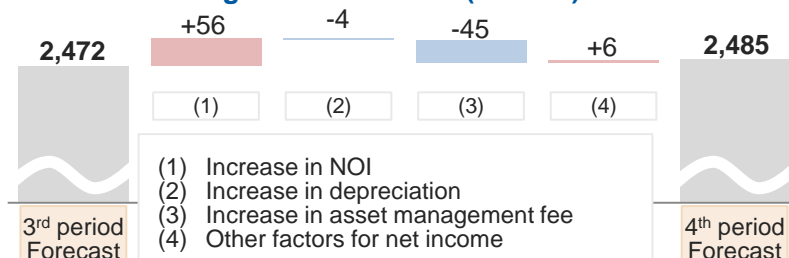 +56
-4
-45
+6
2,472
2,485
(1)
(2)
(3)
(4)
(1) Increase in NOI
(2) Increase in depreciation
(3) Increase in asset management fee
(4) Other factors for net income
3rd period
Forecast
4th period
Forecast